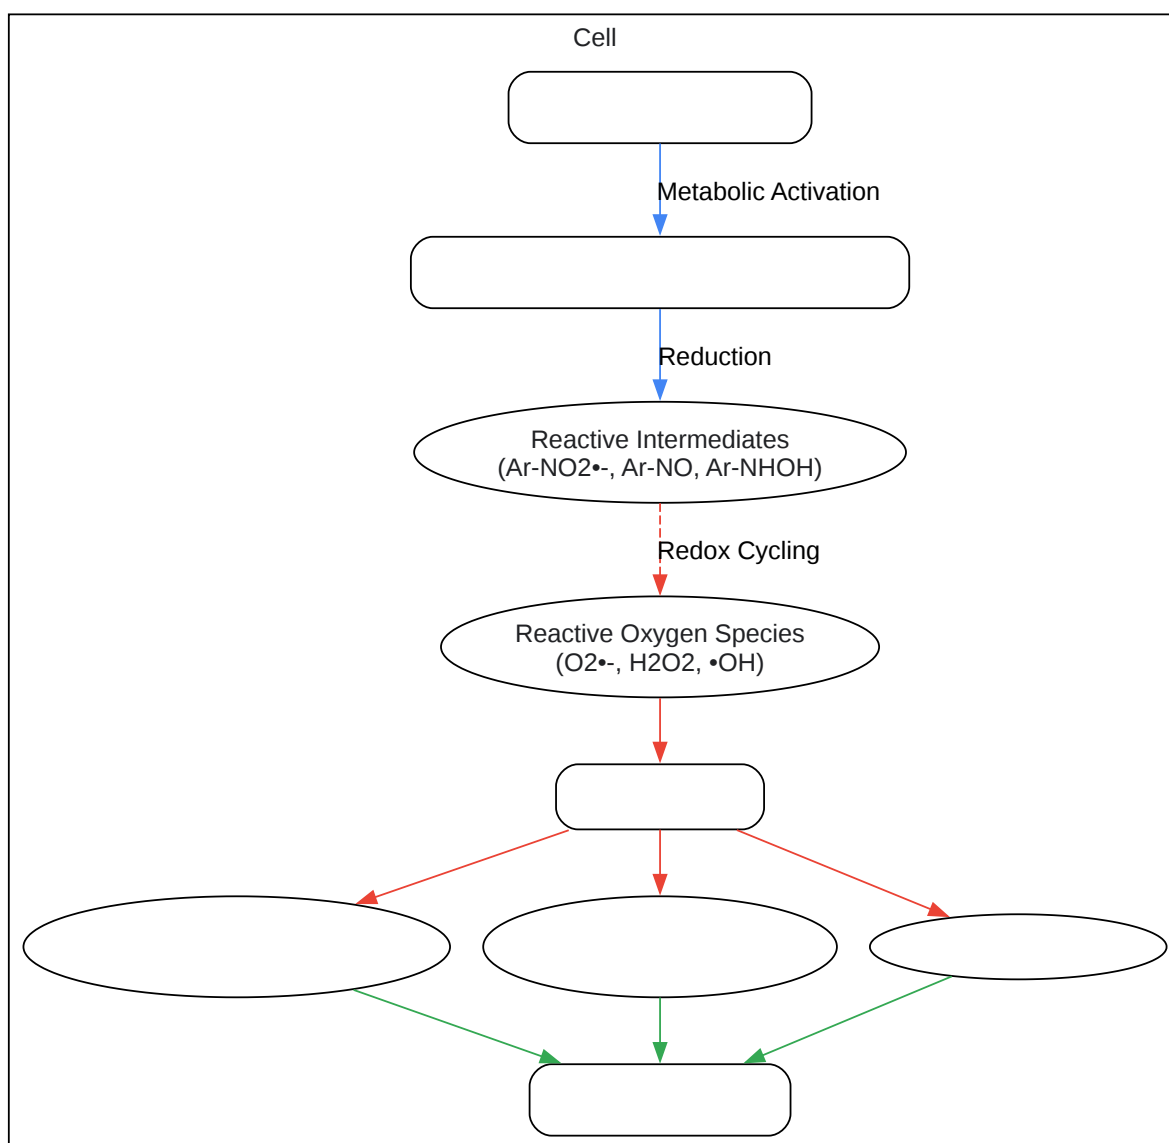 Cell
Metabolic Activation
Reduction
Reactive Intermediates
(Ar-NO2•-, Ar-NO, Ar-NHOH)
Redox Cycling
Reactive Oxygen Species
(O2•-, H2O2, •OH)